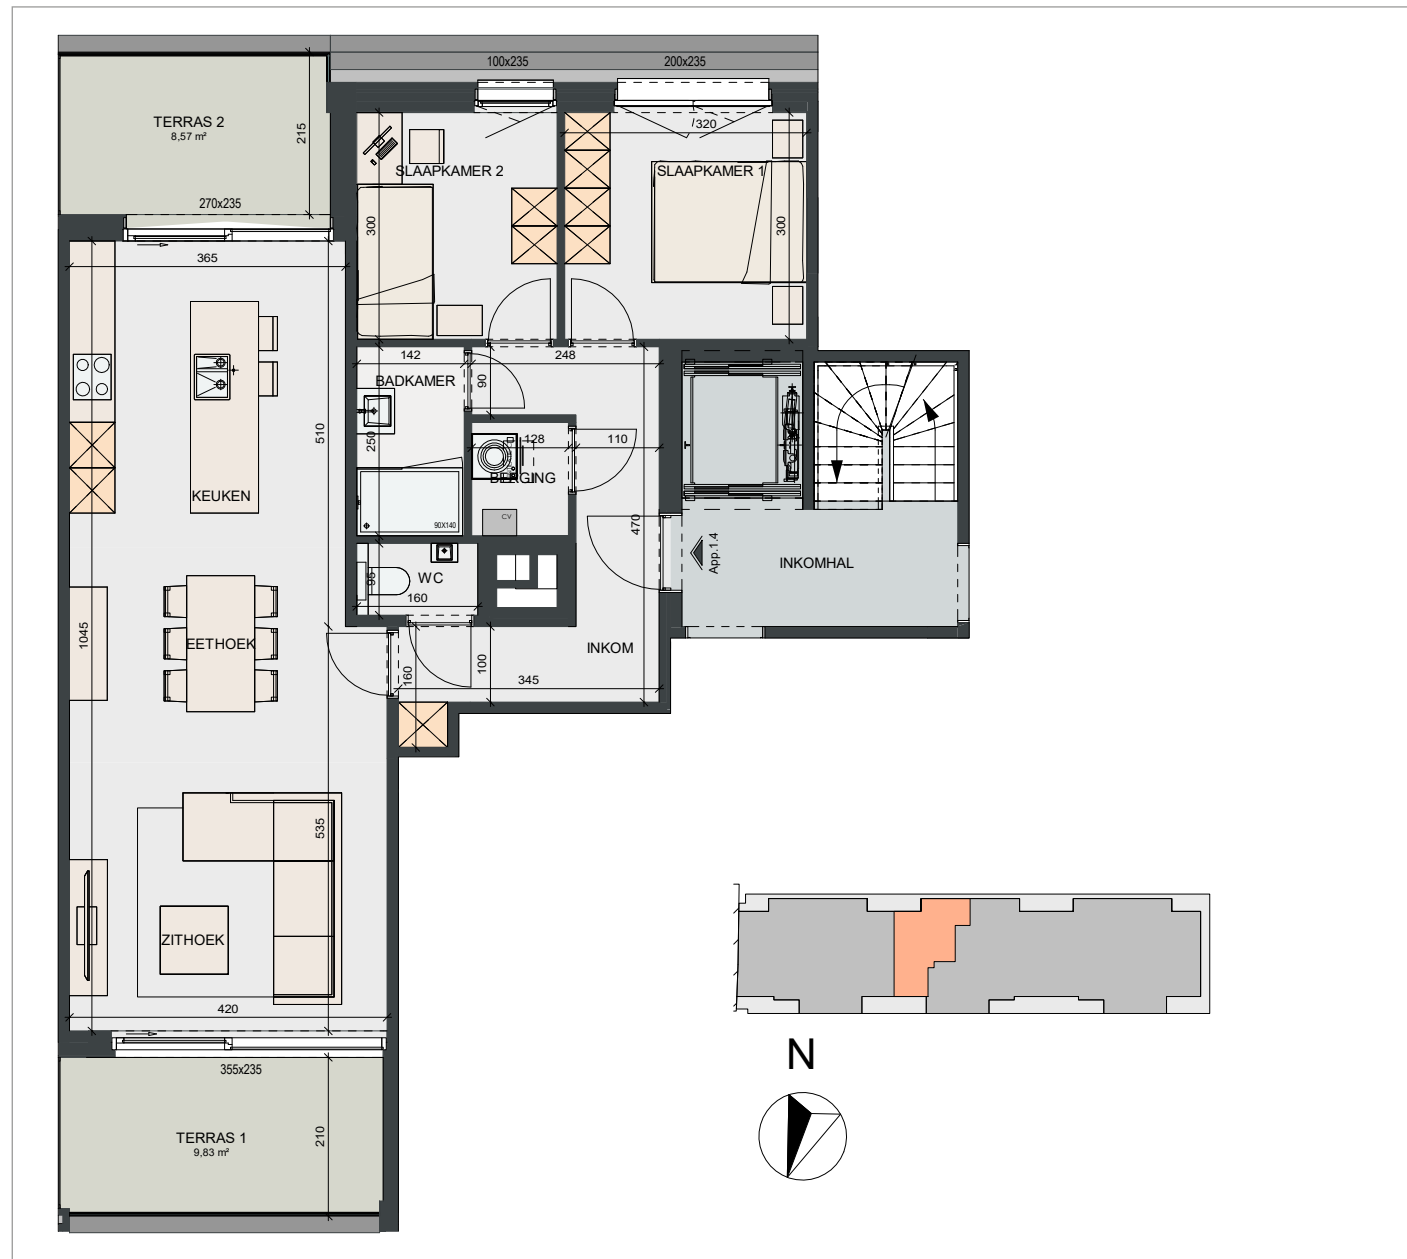 100x235
200x235
TERRAS 2
8,57 m²
215
320
SLAAPKAMER 2
SLAAPKAMER 1
300
300
270x235
365
142
248
BADKAMER
90
510
250
128
110
BERGING
KEUKEN
90X140
CV
470
App.1.4
INKOMHAL
95
WC
160
1045
EETHOEK
INKOM
160
100
345
535
ZITHOEK
420
355x235
TERRAS 1
9,83 m²
210
N